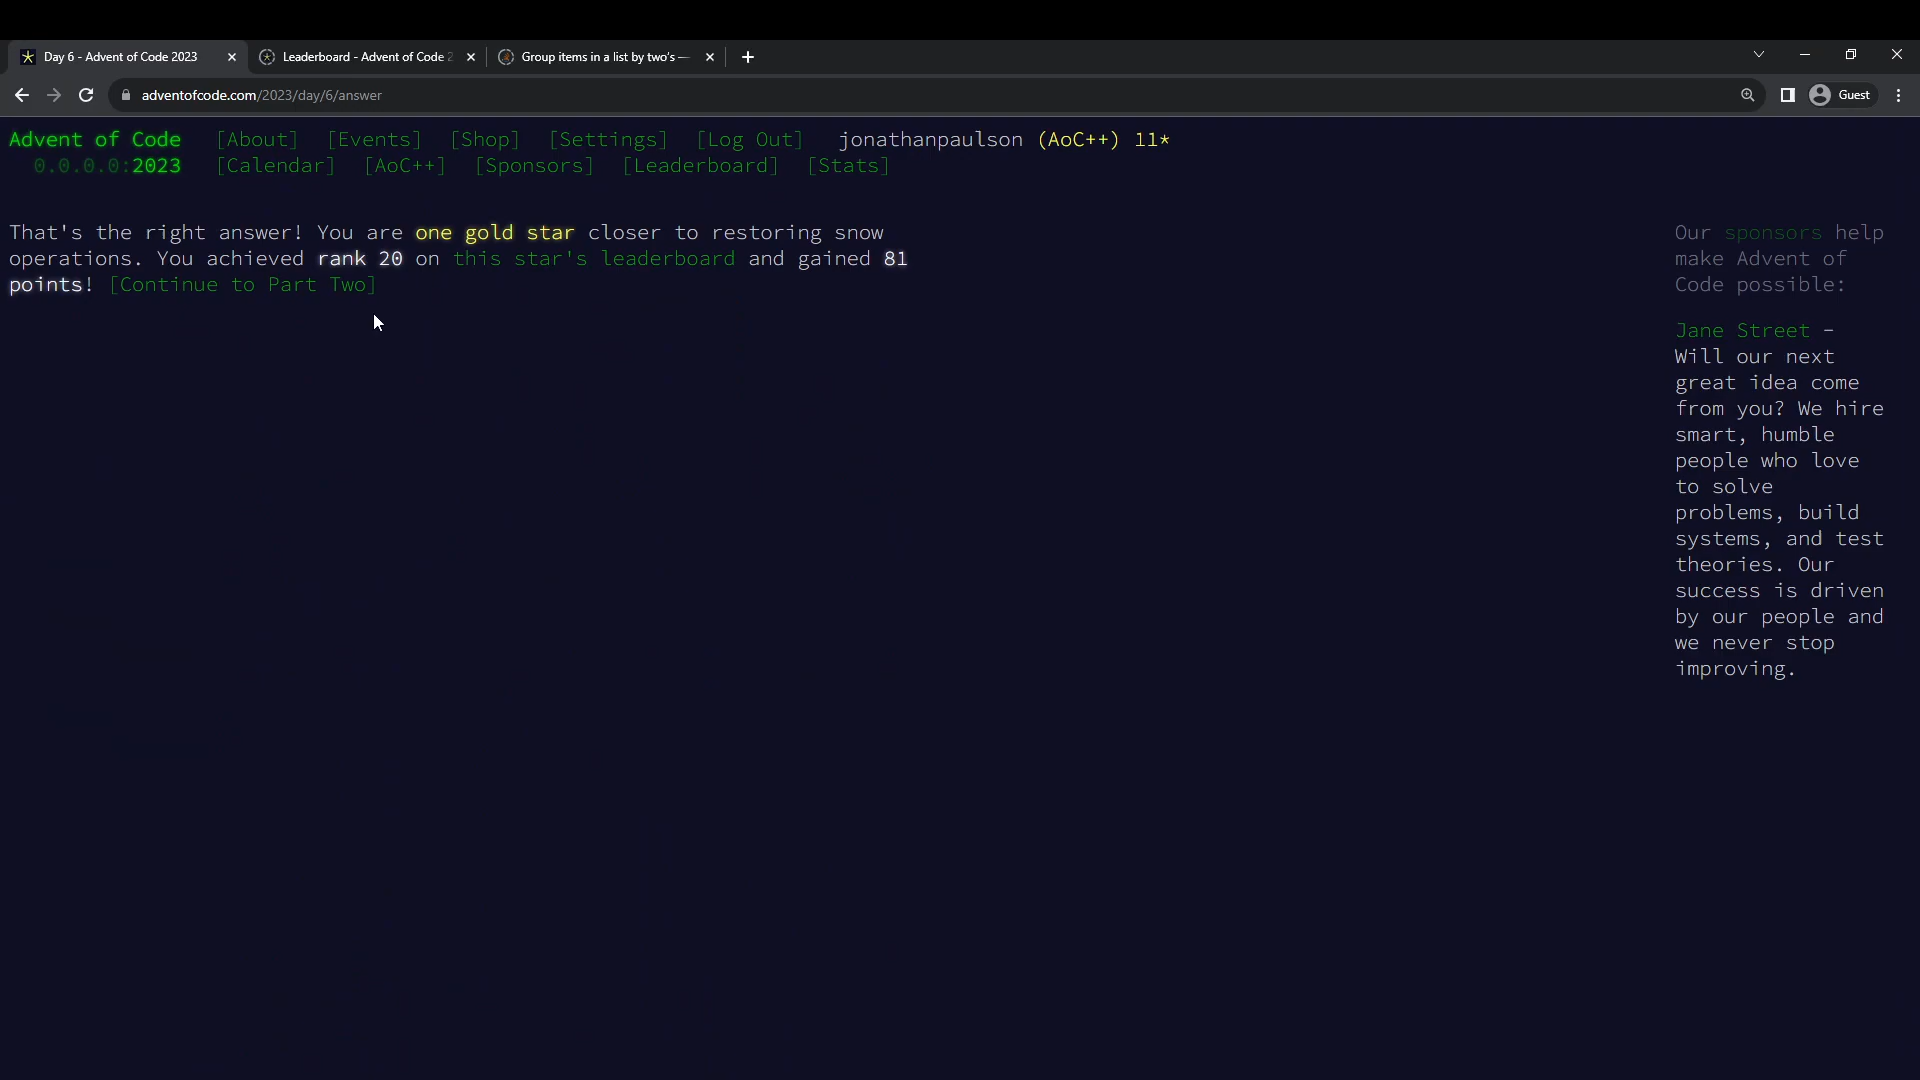 Day 6 - Advent of Code 2023
Leaderboard - Advent of Code 2
Group items in a list by two's —
adventofcode.com/2023/day/6/answer
Guest
Advent of Code [About] [Events] [Shop] [Settings] [Log Out] jonathanpaulson (AoC++) 11*
0.0.0.0:2023 [Calendar] [AoC++] [Sponsors] [Leaderboard] [Stats]
That's the right answer! You are one gold star closer to restoring snow
operations. You achieved rank 20 on this star's leaderboard and gained 81
points! [Continue to Part Two]
Our sponsors help
make Advent of
Code possible:
Jane Street -
Will our next
great idea come
from you? We hire
smart, humble
people who love
to solve
problems, build
systems, and test
theories. Our
success is driven
by our people and
we never stop
improving.